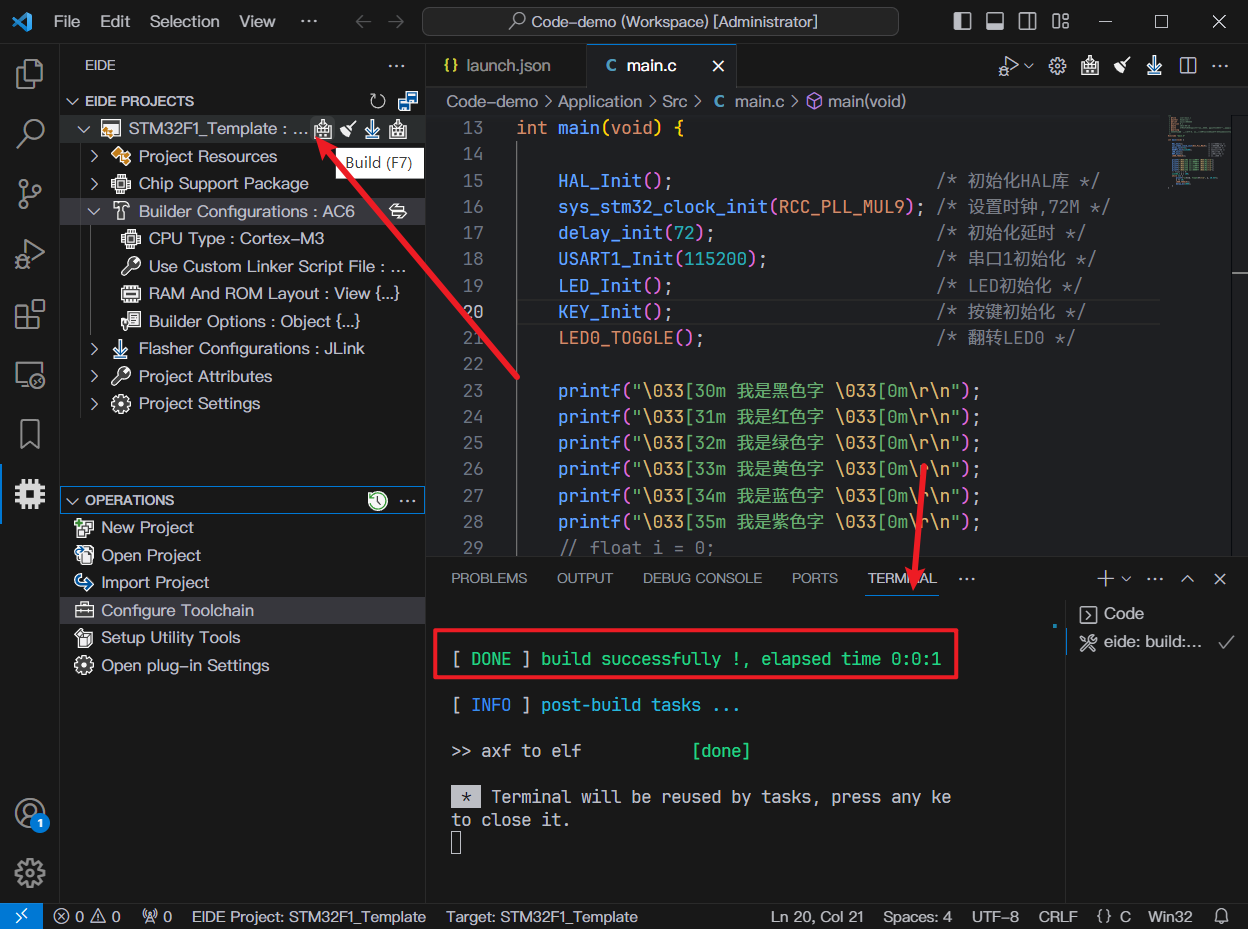 File Edit Selection View ··· Code-demo (Workspace) [Administrator]
EIDE ···
EIDE PROJECTS
STM32F1_Template : ...
Build (F7)
Project Resources
Chip Support Package
Builder Configurations : AC6
CPU Type : Cortex-M3
Use Custom Linker Script File : ...
RAM And ROM Layout : View {...}
Builder Options : Object {...}
Flasher Configurations : JLink
Project Attributes
Project Settings
OPERATIONS ···
New Project
Open Project
Import Project
Configure Toolchain
Setup Utility Tools
Open plug-in Settings
{} launch.json C main.c
Code-demo > Application > Src > C main.c > main(void)
13 int main(void) {
14
15 HAL_Init(); /* 初始化HAL库 */
16 sys_stm32_clock_init(RCC_PLL_MUL9); /* 设置时钟,72M */
17 delay_init(72); /* 初始化延时 */
18 USART1_Init(115200); /* 串口1初始化 */
19 LED_Init(); /* LED初始化 */
20 KEY_Init(); /* 按键初始化 */
21 LED0_TOGGLE(); /* 翻转LED0 */
22
23 printf("\033[30m 我是黑色字 \033[0m\r\n");
24 printf("\033[31m 我是红色字 \033[0m\r\n");
25 printf("\033[32m 我是绿色字 \033[0m\r\n");
26 printf("\033[33m 我是黄色字 \033[0m\r\n");
27 printf("\033[34m 我是蓝色字 \033[0m\r\n");
28 printf("\033[35m 我是紫色字 \033[0m\r\n");
29 // float i = 0;
PROBLEMS OUTPUT DEBUG CONSOLE PORTS TERMINAL ···
[ DONE ] build successfully !, elapsed time 0:0:1
[ INFO ] post-build tasks ...
>> axf to elf [done]
* Terminal will be reused by tasks, press any ke
to close it.
Code
eide: build:...
1
0 0 0 EIDE Project: STM32F1_Template Target: STM32F1_Template Ln 20, Col 21 Spaces: 4 UTF-8 CRLF {} C Win32